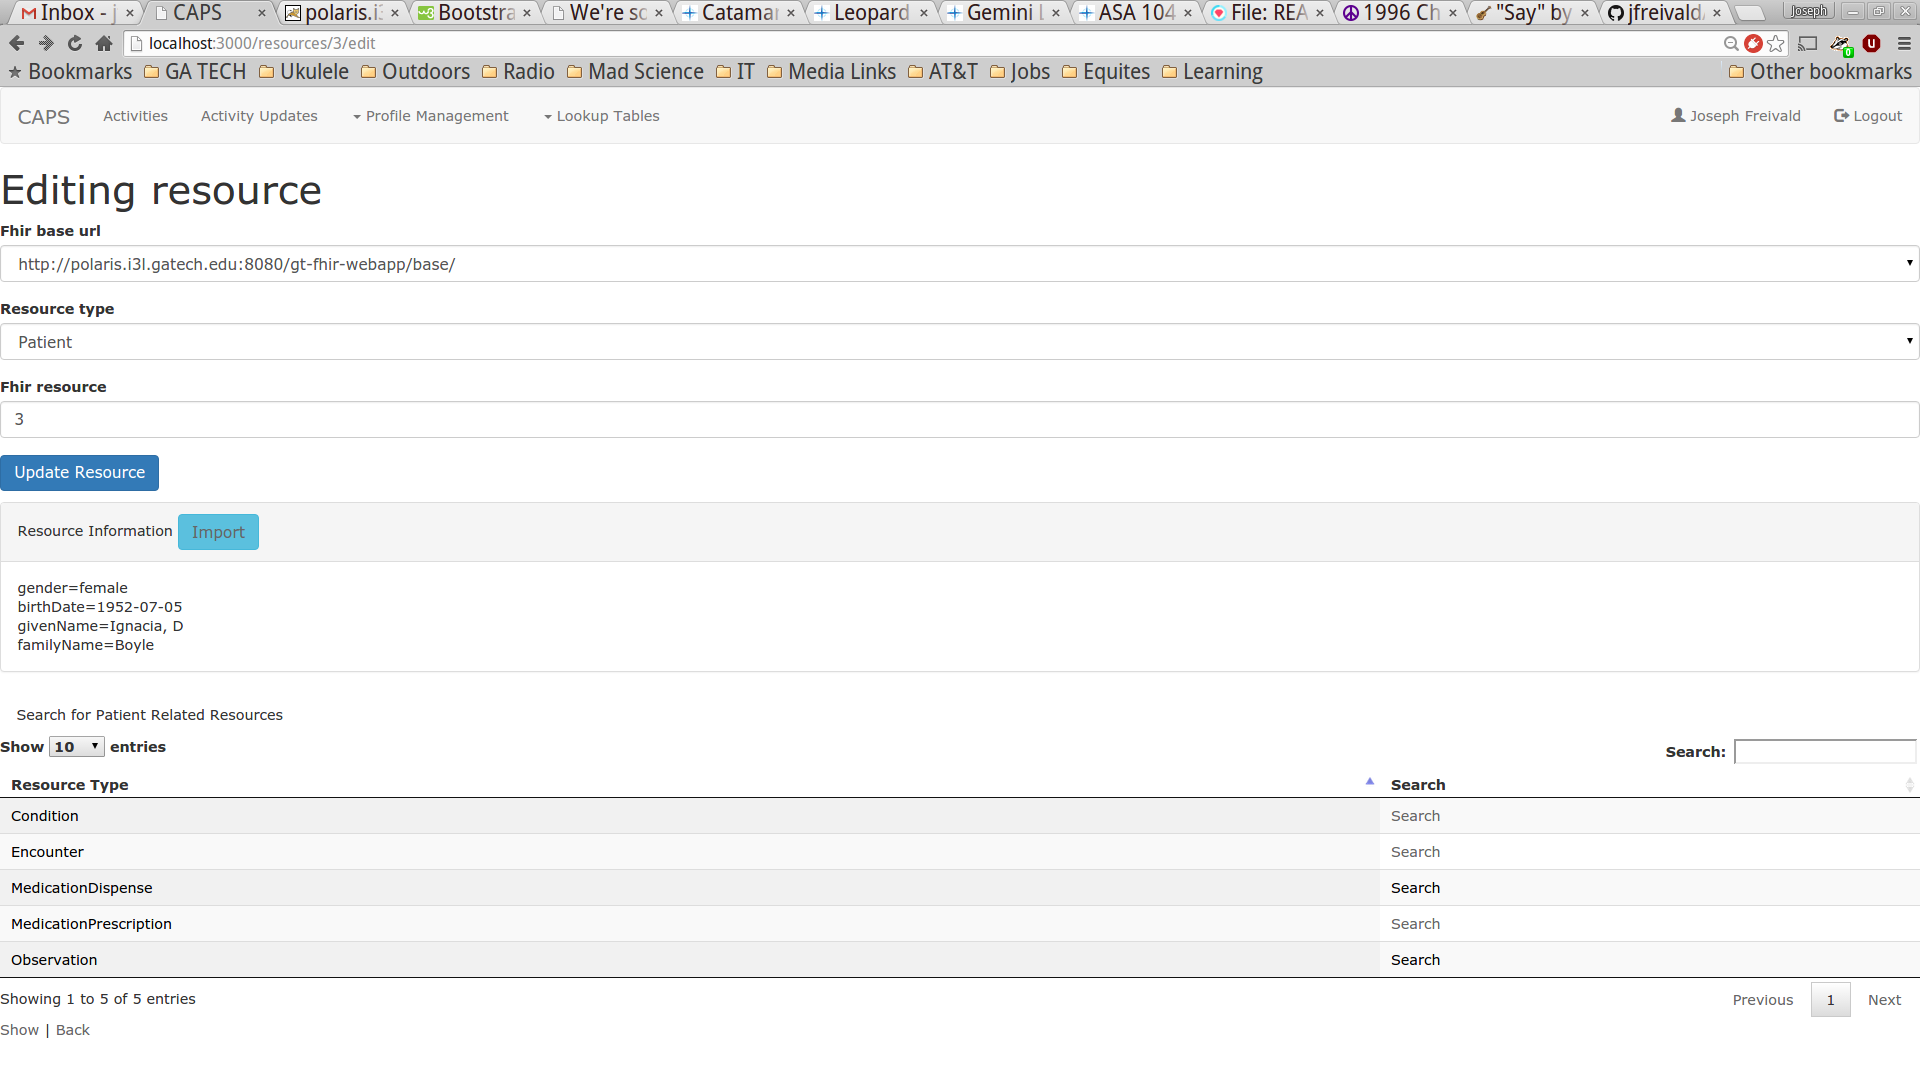 Inbox - j
CAPS
polaris.i3
Bootstra
We're so
Catamar
Leopard
Gemini L
ASA 104
File: REA
1996 Ch
"Say" by
jfreivald
Joseph
localhost:3000/resources/3/edit
Bookmarks GA TECH Ukulele Outdoors Radio Mad Science IT Media Links AT&T Jobs Equites Learning Other bookmarks
CAPS Activities Activity Updates Profile Management Lookup Tables Joseph Freivald Logout
Editing resource
Fhir base url
http://polaris.i3l.gatech.edu:8080/gt-fhir-webapp/base/
Resource type
Patient
Fhir resource
3
Update Resource
Resource Information Import
gender=female
birthDate=1952-07-05
givenName=Ignacia, D
familyName=Boyle
Search for Patient Related Resources
Show 10 entries Search:
Resource Type Search
Condition Search
Encounter Search
MedicationDispense Search
MedicationPrescription Search
Observation Search
Showing 1 to 5 of 5 entries Previous 1 Next
Show | Back